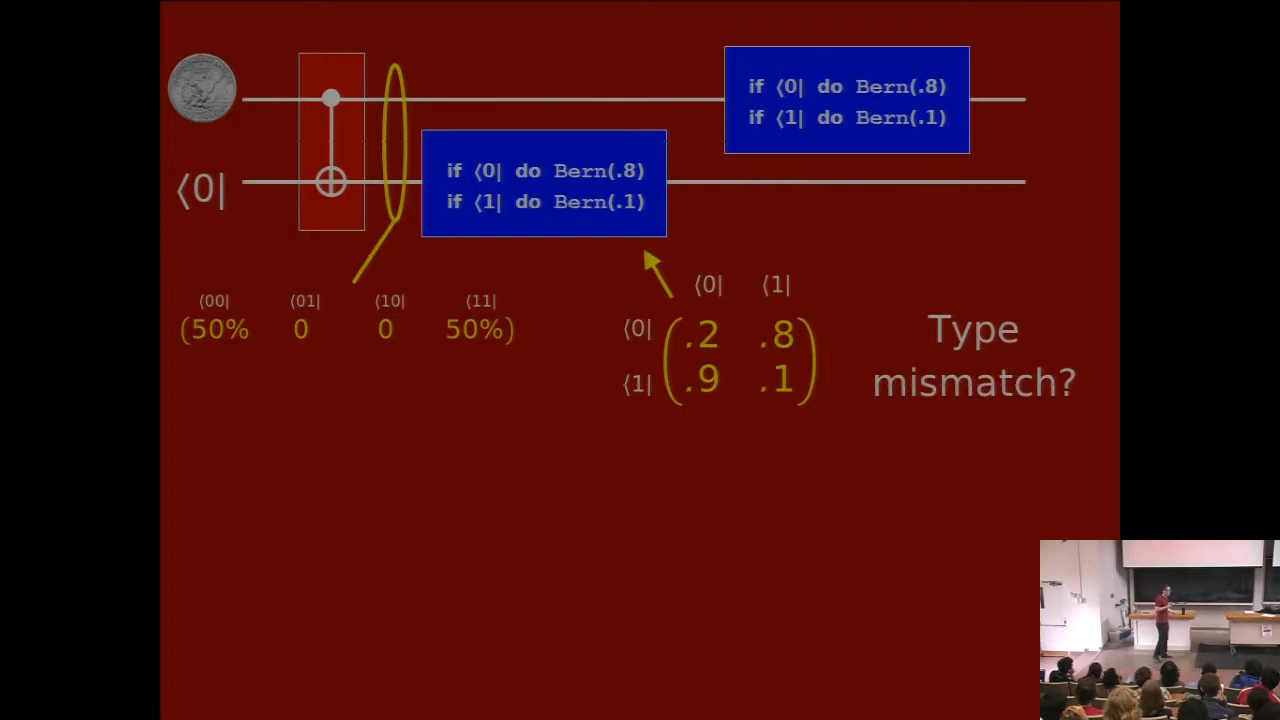 if ⟨0| do Bern(.8)
if ⟨1| do Bern(.1)
⟨0|
if ⟨0| do Bern(.8)
if ⟨1| do Bern(.1)
⟨00| ⟨01| ⟨10| ⟨11|
(50% 0 0 50%)
⟨0| ⟨1|
⟨0| .2 .8
⟨1| .9 .1
Type
mismatch?